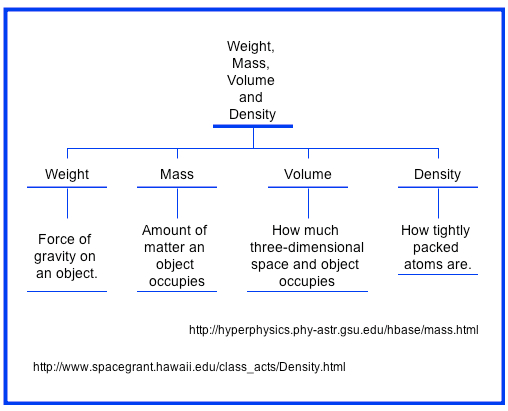 Weight,
Mass,
Volume
and
Density
Weight
Mass
Volume
Density
Force of
gravity on
an object.
Amount of
matter an
object
occupies
How much
three-dimensional
space and object
occupies
How tightly
packed
atoms are.
http://hyperphysics.phy-astr.gsu.edu/hbase/mass.html
http://www.spacegrant.hawaii.edu/class_acts/Density.html